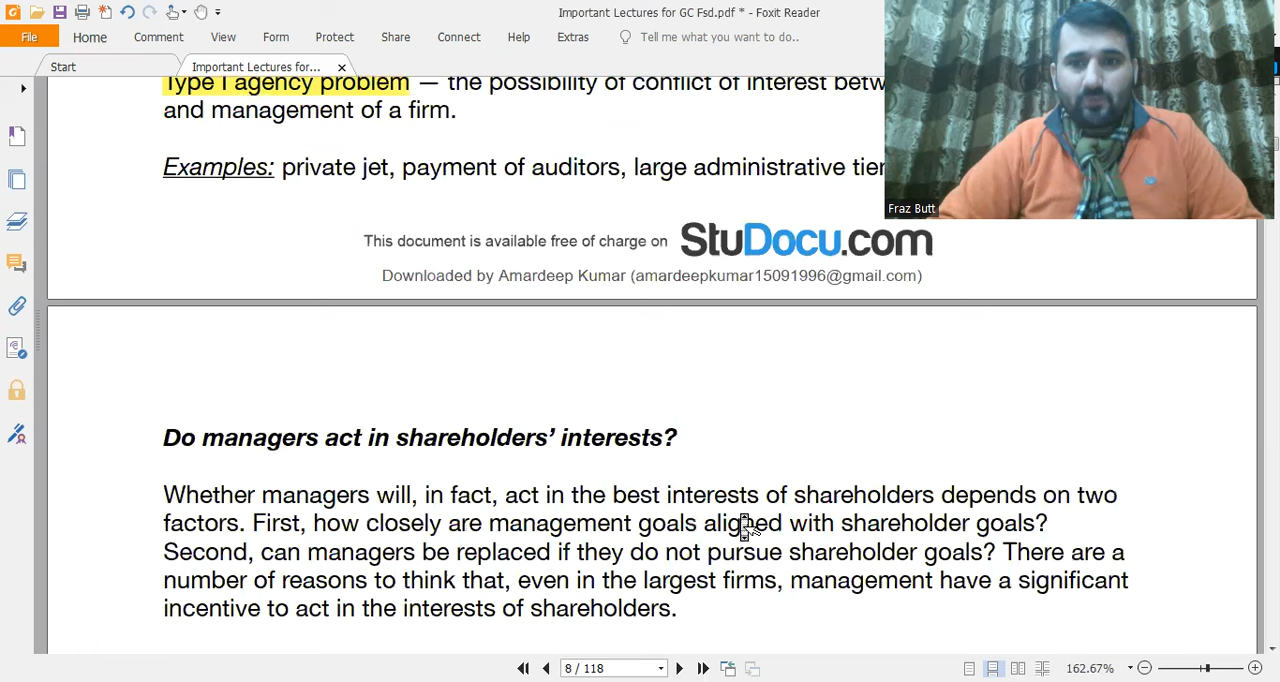 Important Lectures for GC Fsd.pdf * - Foxit Reader
File Home Comment View Form Protect Share Connect Help Extras Tell me what you want to do..
Start Important Lectures for...
Type I agency problem — the possibility of conflict of interest
and management of a firm.
Examples: private jet, payment of auditors, large administrative
Fraz Butt
This document is available free of charge on StuDocu.com
Downloaded by Amardeep Kumar (amardeepkumar15091996@gmail.com)
Do managers act in shareholders’ interests?
Whether managers will, in fact, act in the best interests of shareholders depends on two
factors. First, how closely are management goals aligned with shareholder goals?
Second, can managers be replaced if they do not pursue shareholder goals? There are a
number of reasons to think that, even in the largest firms, management have a significant
incentive to act in the interests of shareholders.
8 / 118
162.67%